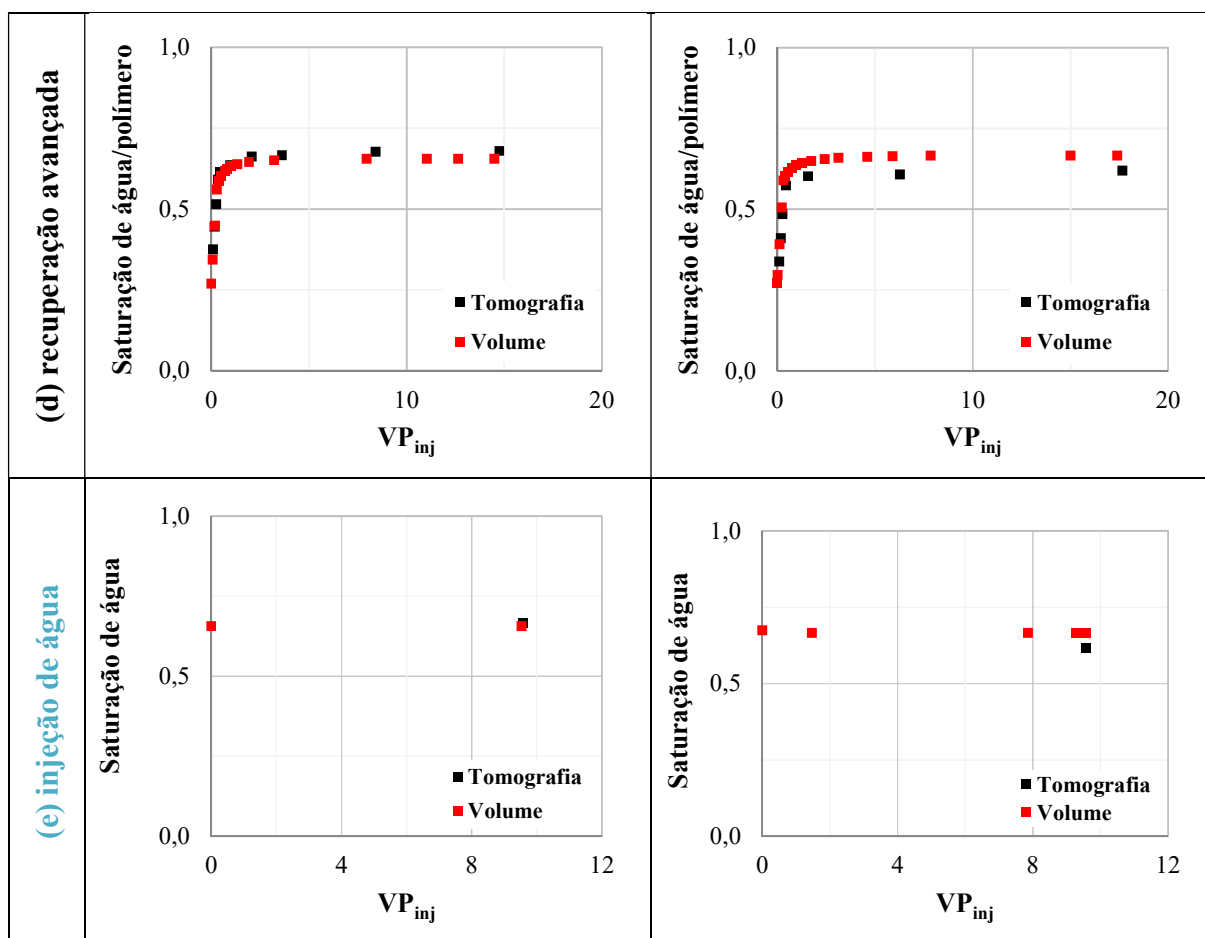 (d) recuperação avançada
Saturação de água/polímero
1,0
0,5
0,0
Tomografia
Volume
0
10
20
VPinj
Saturação de água/polímero
1,0
0,5
0,0
Tomografia
Volume
0
10
20
VPinj
(e) injeção de água
Saturação de água
1,0
0,5
0,0
Tomografia
Volume
0
4
8
12
VPinj
Saturação de água
1,0
0,5
0,0
Tomografia
Volume
0
4
8
12
VPinj